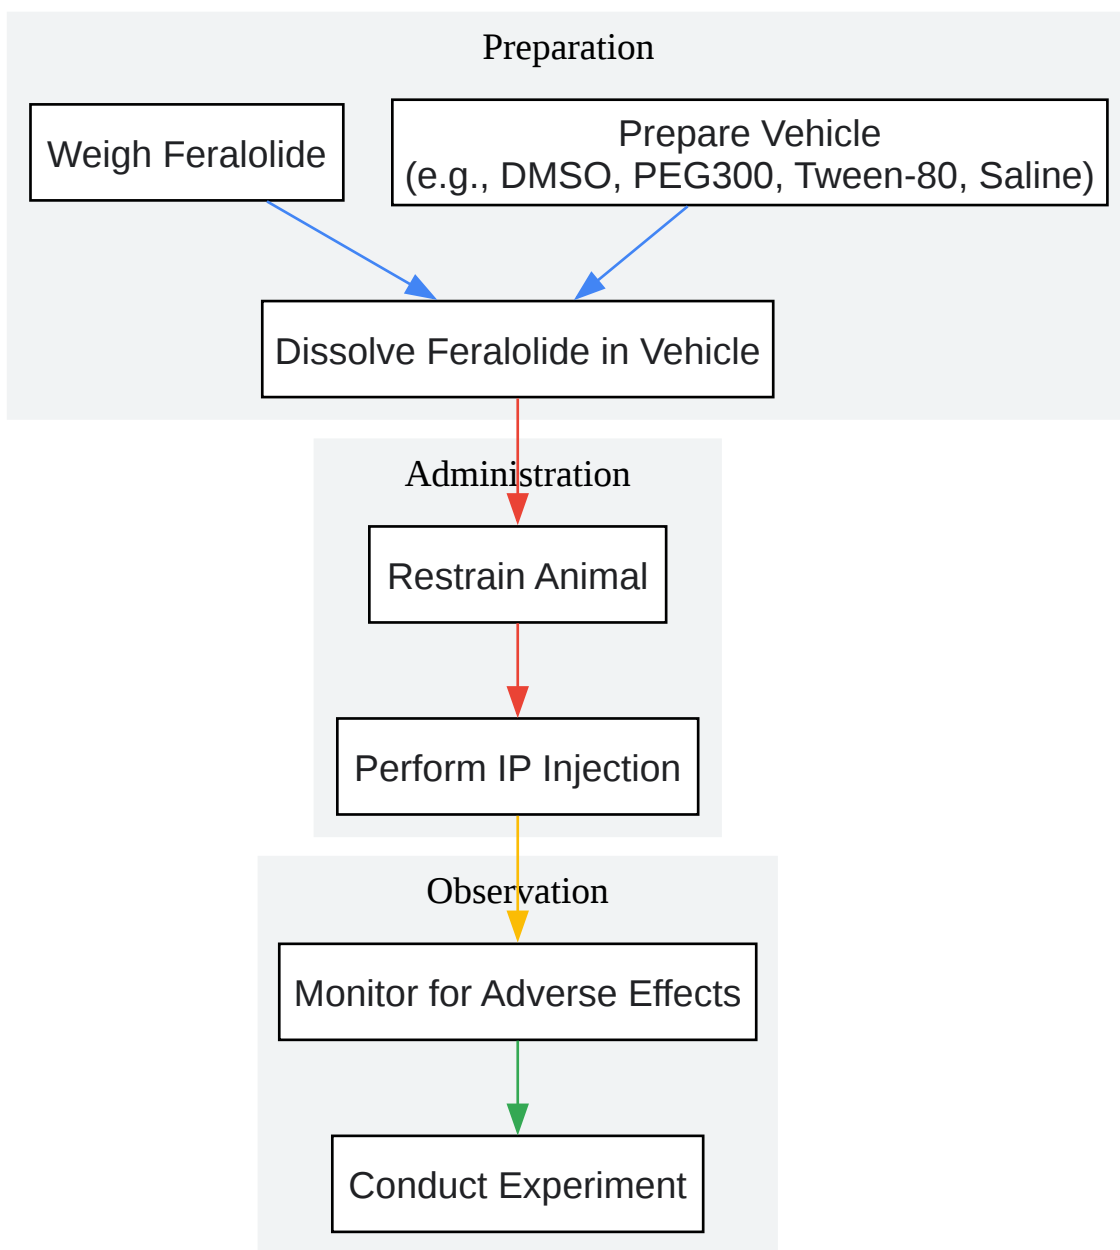 Preparation
Weigh Feralolide
Prepare Vehicle
(e.g., DMSO, PEG300, Tween-80, Saline)
Dissolve Feralolide in Vehicle
Administration
Restrain Animal
Perform IP Injection
Observation
Monitor for Adverse Effects
Conduct Experiment